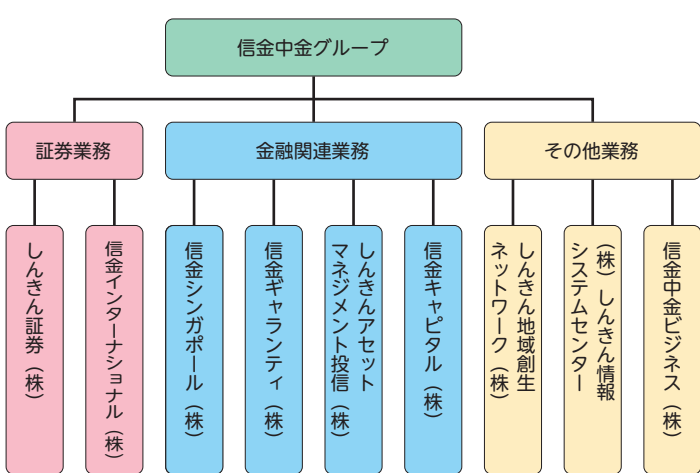 信金中金グループ
証券業務
金融関連業務
その他業務
しんきん証券（株）
信金インターナショナル（株）
信金シンガポール（株）
信金ギャランティ（株）
しんきんアセット
マネジメント投信（株）
信金キャピタル（株）
しんきん地域創生
ネットワーク（株）
（株）しんきん情報
システムセンター
信金中金ビジネス（株）